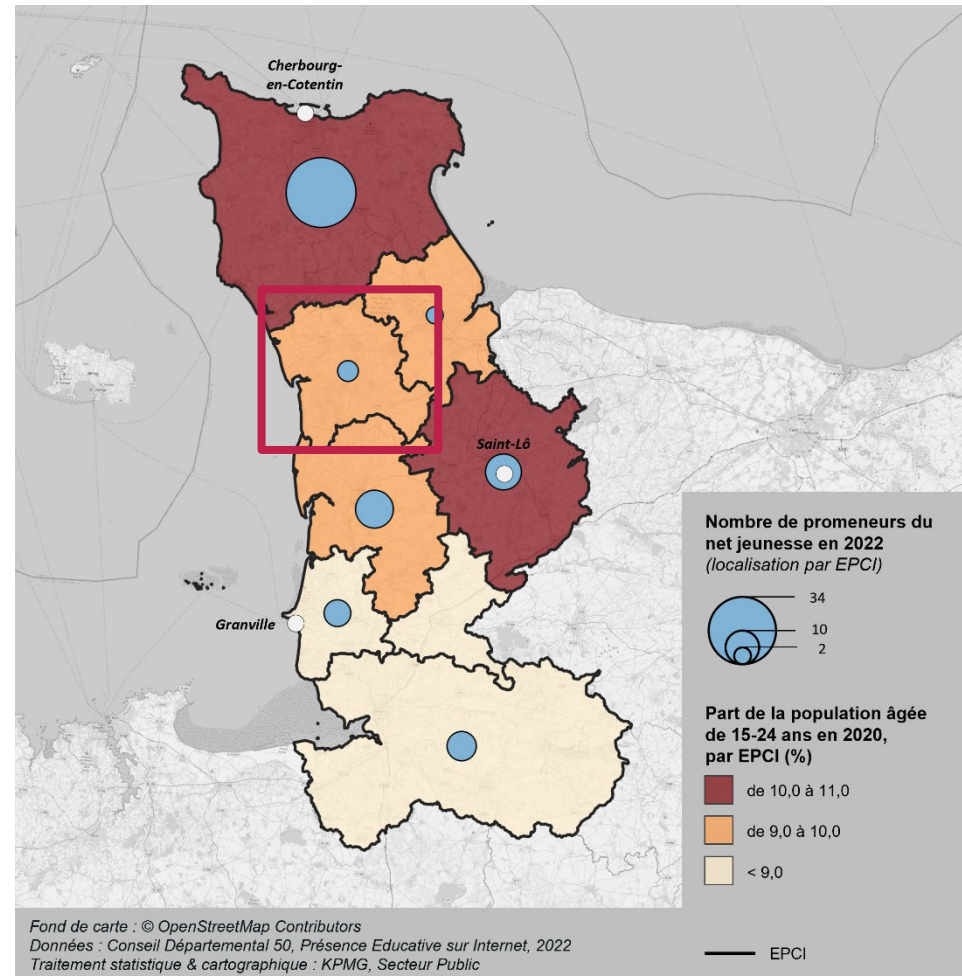 Cherbourg-
en-Cotentin
Saint-Lô
Granville
Nombre de promeneurs du
net jeunesse en 2022
(localisation par EPCI)
34
10
2
Part de la population âgée
de 15-24 ans en 2020,
par EPCI (%)
de 10,0 à 11,0
de 9,0 à 10,0
< 9,0
EPCI
Fond de carte : © OpenStreetMap Contributors
Données : Conseil Départemental 50, Présence Educative sur Internet, 2022
Traitement statistique & cartographique : KPMG, Secteur Public